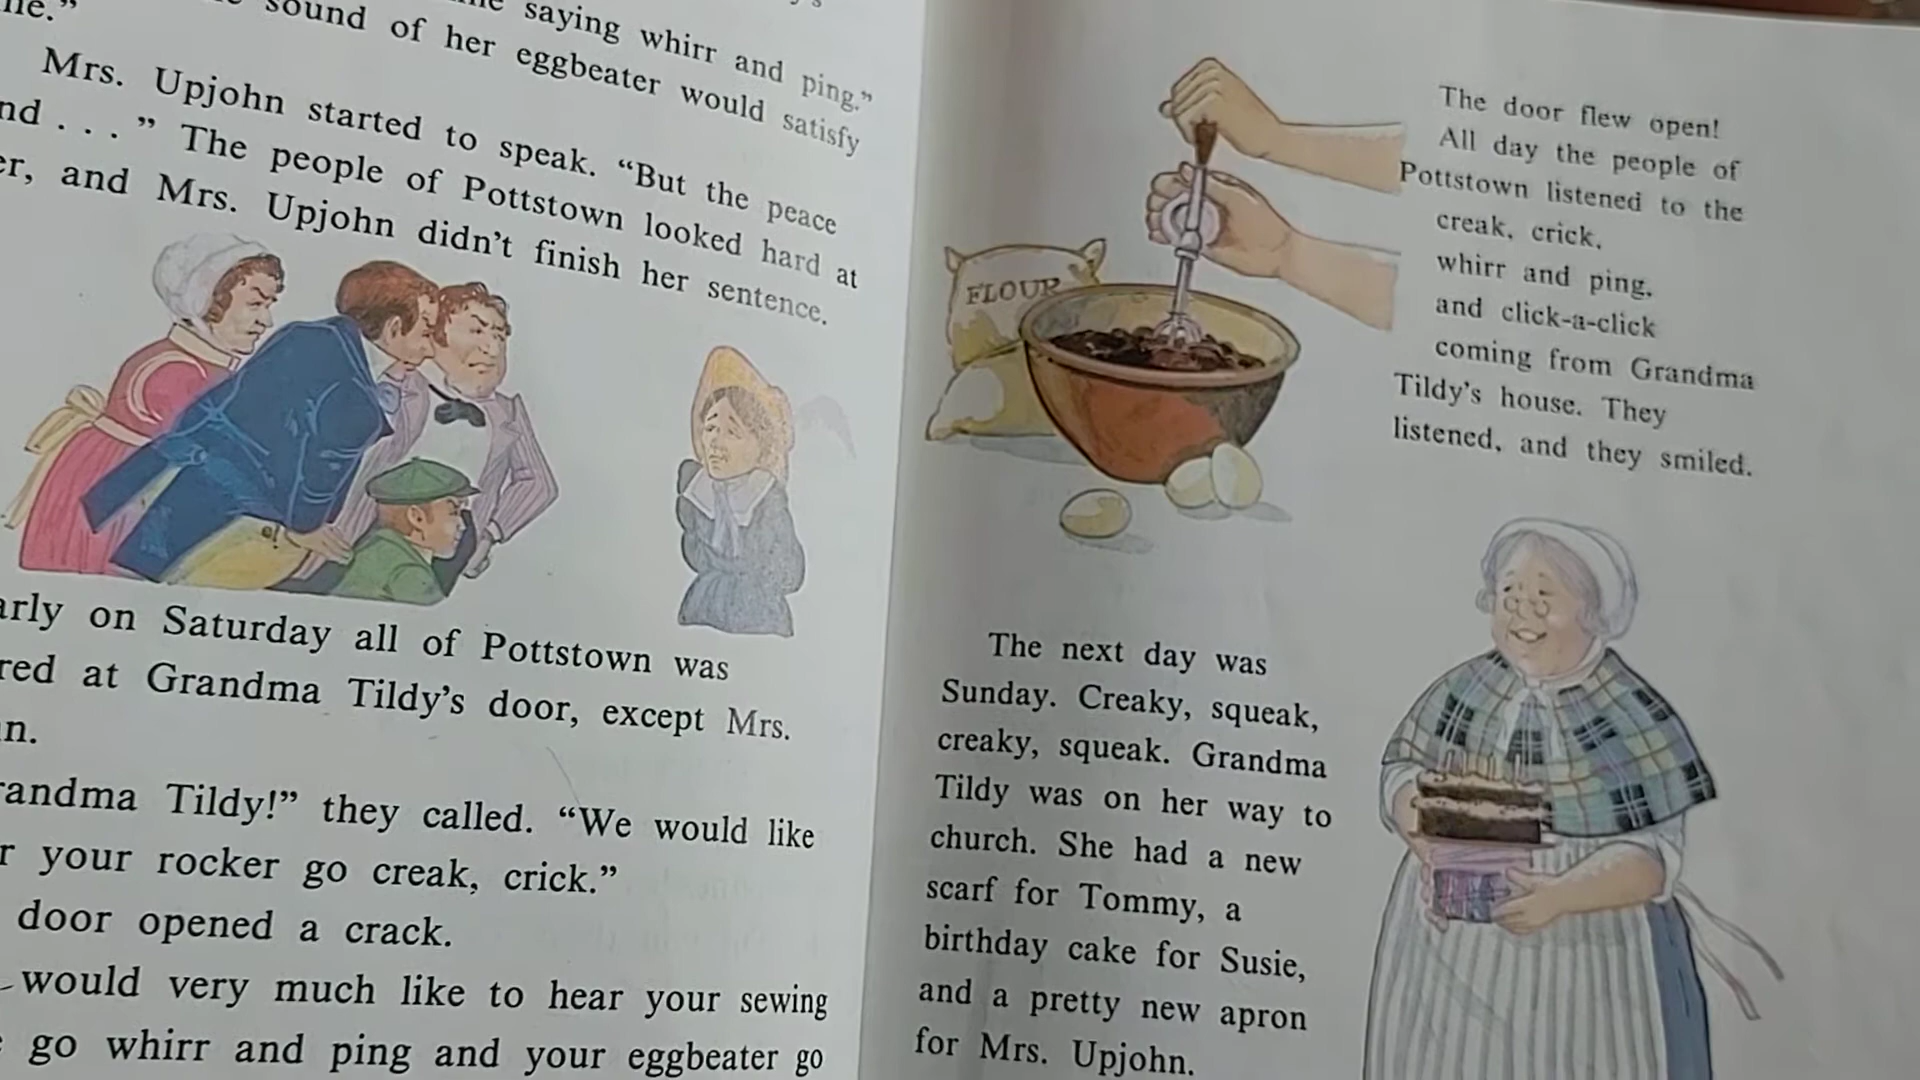 saying whirr and ping.”
sound of her eggbeater would satisfy
Mrs. Upjohn started to speak. “But the peace
. . . ” The people of Pottstown looked hard at
and Mrs. Upjohn didn’t finish her sentence.
on Saturday all of Pottstown was
at Grandma Tildy’s door, except Mrs.
Tildy!” they called. “We would like
your rocker go creak, crick.”
door opened a crack.
would very much like to hear your sewing
go whirr and ping and your eggbeater go
FLOUR
The door flew open!
All day the people of
Pottstown listened to the
creak, crick,
whirr and ping,
and click-a-click
coming from Grandma
Tildy’s house. They
listened, and they smiled.
The next day was
Sunday. Creaky, squeak,
creaky, squeak. Grandma
Tildy was on her way to
church. She had a new
scarf for Tommy, a
birthday cake for Susie,
and a pretty new apron
for Mrs. Upjohn.